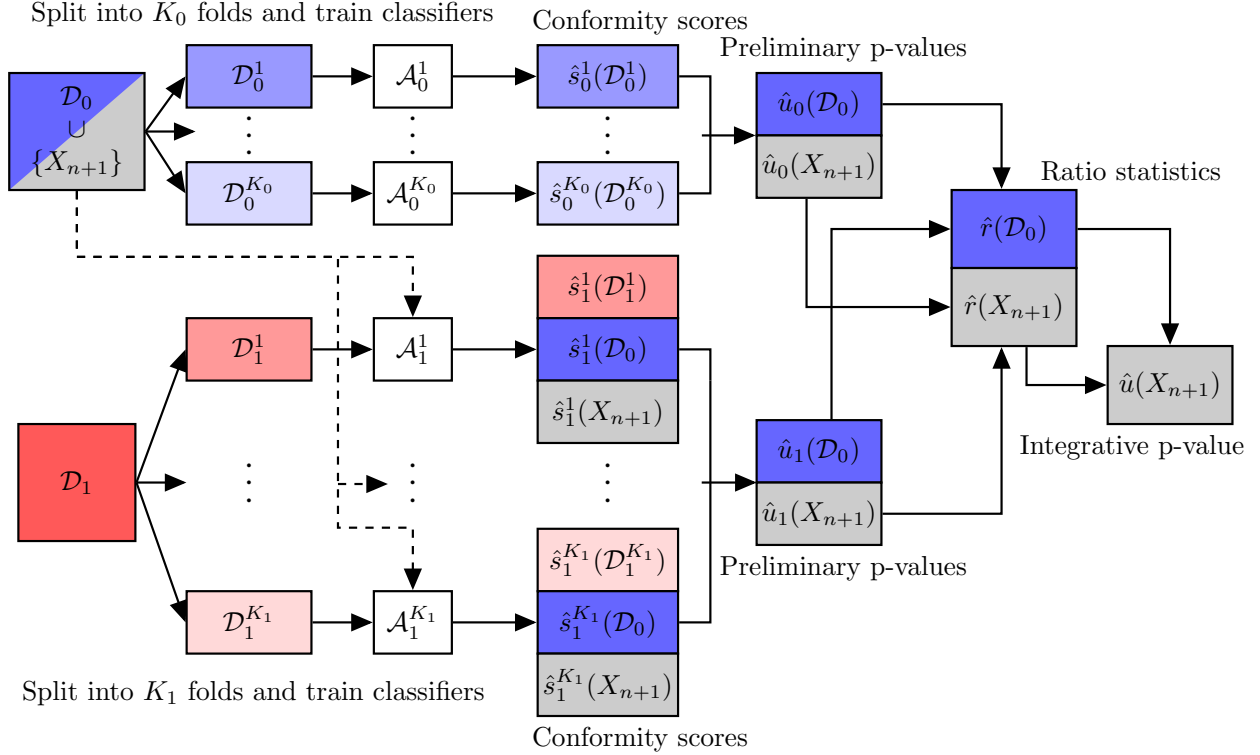 Split into K₀ folds and train classifiers
Conformity scores
Preliminary p-values
𝒟₀
∪
{Xₙ₊₁}
𝒟₀¹
𝒜₀¹
ŝ₀¹(𝒟₀¹)
û₀(𝒟₀)
⋮ ⋮ ⋮
û₀(Xₙ₊₁)
𝒟₀^{K₀}
𝒜₀^{K₀}
ŝ₀^{K₀}(𝒟₀^{K₀})
Ratio statistics
r̂(𝒟₀)
r̂(Xₙ₊₁)
ŝ₁¹(𝒟₁¹)
𝒟₁¹
𝒜₁¹
ŝ₁¹(𝒟₀)
ŝ₁¹(Xₙ₊₁)
û(Xₙ₊₁)
Integrative p-value
𝒟₁
⋮ ⋮ ⋮
û₁(𝒟₀)
û₁(Xₙ₊₁)
Preliminary p-values
ŝ₁^{K₁}(𝒟₁^{K₁})
𝒟₁^{K₁}
𝒜₁^{K₁}
ŝ₁^{K₁}(𝒟₀)
ŝ₁^{K₁}(Xₙ₊₁)
Split into K₁ folds and train classifiers
Conformity scores